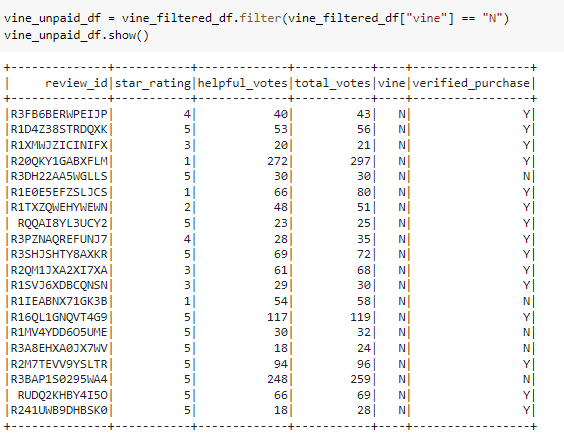 vine_unpaid_df = vine_filtered_df.filter(vine_filtered_df["vine"] == "N")
vine_unpaid_df.show()
+--------------+-----------+-------------+-----------+----+-----------------+
|     review_id|star_rating|helpful_votes|total_votes|vine|verified_purchase|
+--------------+-----------+-------------+-----------+----+-----------------+
|R3FB6BERWPEIJP|          4|           40|         43|   N|                Y|
|R1D4Z38STRDQXK|          5|           53|         56|   N|                Y|
|R1XMWJZICINIFX|          3|           20|         21|   N|                Y|
|R20QKY1GABXFLM|          1|          272|        297|   N|                Y|
|R3DH22AA5WGLLS|          5|           30|         30|   N|                N|
|R1E0E5EFZSLJCS|          1|           66|         80|   N|                Y|
|R1TXZQWEHYWEWN|          2|           48|         51|   N|                Y|
| RQQAI8YL3UCY2|          5|           23|         25|   N|                Y|
|R3PZNAQREFUNJ7|          4|           28|         35|   N|                Y|
|R3SHJSHTY8AXKR|          5|           69|         72|   N|                Y|
|R2QM1JXA2XI7XA|          3|           61|         68|   N|                Y|
|R1SVJ6XDBCQNSN|          3|           29|         30|   N|                Y|
|R1IEABNX71GK3B|          1|           54|         58|   N|                N|
|R16QL1GNQVT4G9|          5|          117|        119|   N|                Y|
|R1MV4YDD6O5UME|          5|           30|         32|   N|                N|
|R3A8EHXA0JX7WV|          5|           18|         24|   N|                N|
|R2M7TEVV9YSLTR|          5|           94|         96|   N|                Y|
|R3BAP1S0295WA4|          5|          248|        259|   N|                N|
| RUDQ2KHBY4I5O|          5|           66|         69|   N|                Y|
|R241UWB9DHBSK0|          5|           18|         28|   N|                Y|
+--------------+-----------+-------------+-----------+----+-----------------+